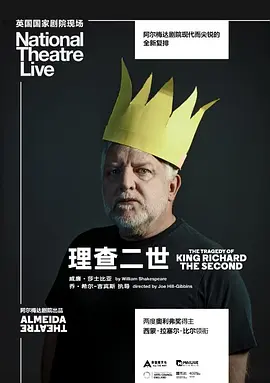 英国国家剧院现场
National
Theatre
Live
阿尔梅达剧院现代而尖锐的
全新复排
理查二世
THE TRAGEDY OF
KING RICHARD
THE SECOND
威廉·莎士比亚 by William Shakespeare
乔·希尔-吉宾斯 执导 directed by Joe Hill-Gibbins
阿尔梅达剧院出品
ALMEIDA
THEATRE
两度奥利弗奖得主
西蒙·拉塞尔·比尔领衔